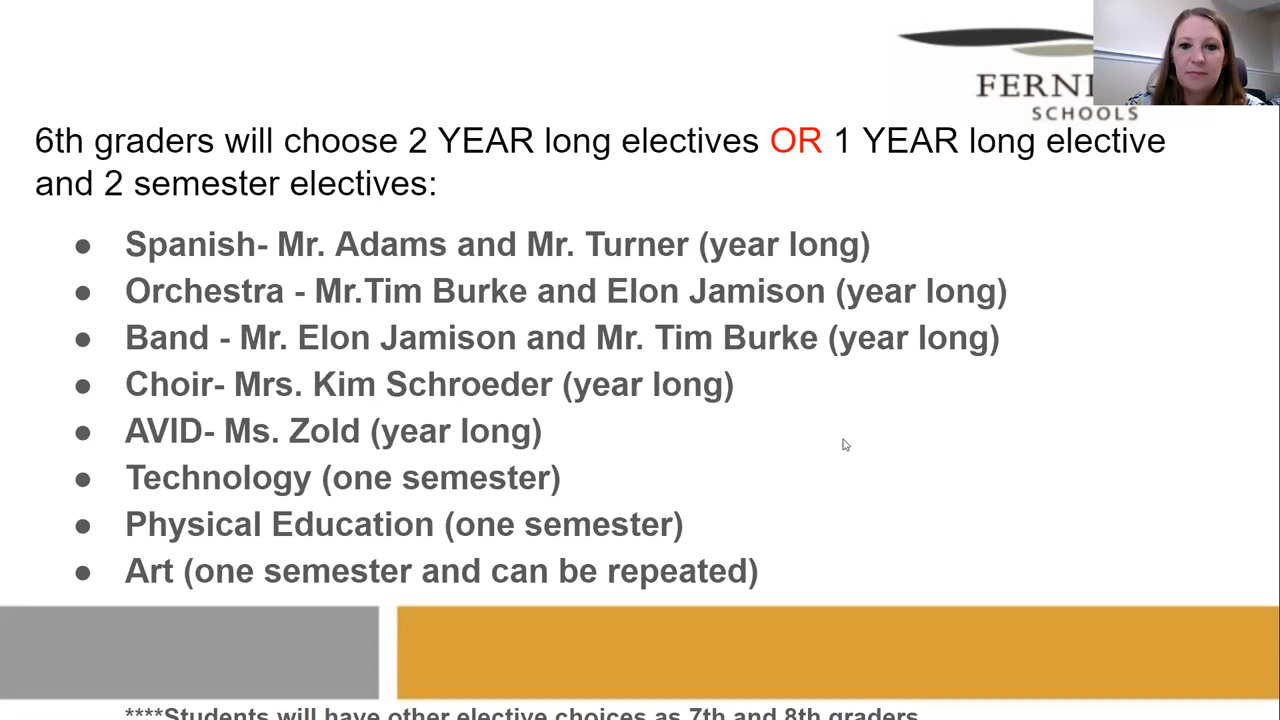 SCHOOLS
6th graders will choose 2 YEAR long electives OR 1 YEAR long elective
and 2 semester electives:
● Spanish- Mr. Adams and Mr. Turner (year long)
● Orchestra - Mr.Tim Burke and Elon Jamison (year long)
● Band - Mr. Elon Jamison and Mr. Tim Burke (year long)
● Choir- Mrs. Kim Schroeder (year long)
● AVID- Ms. Zold (year long)
● Technology (one semester)
● Physical Education (one semester)
● Art (one semester and can be repeated)
****Students will have other elective choices as 7th and 8th graders